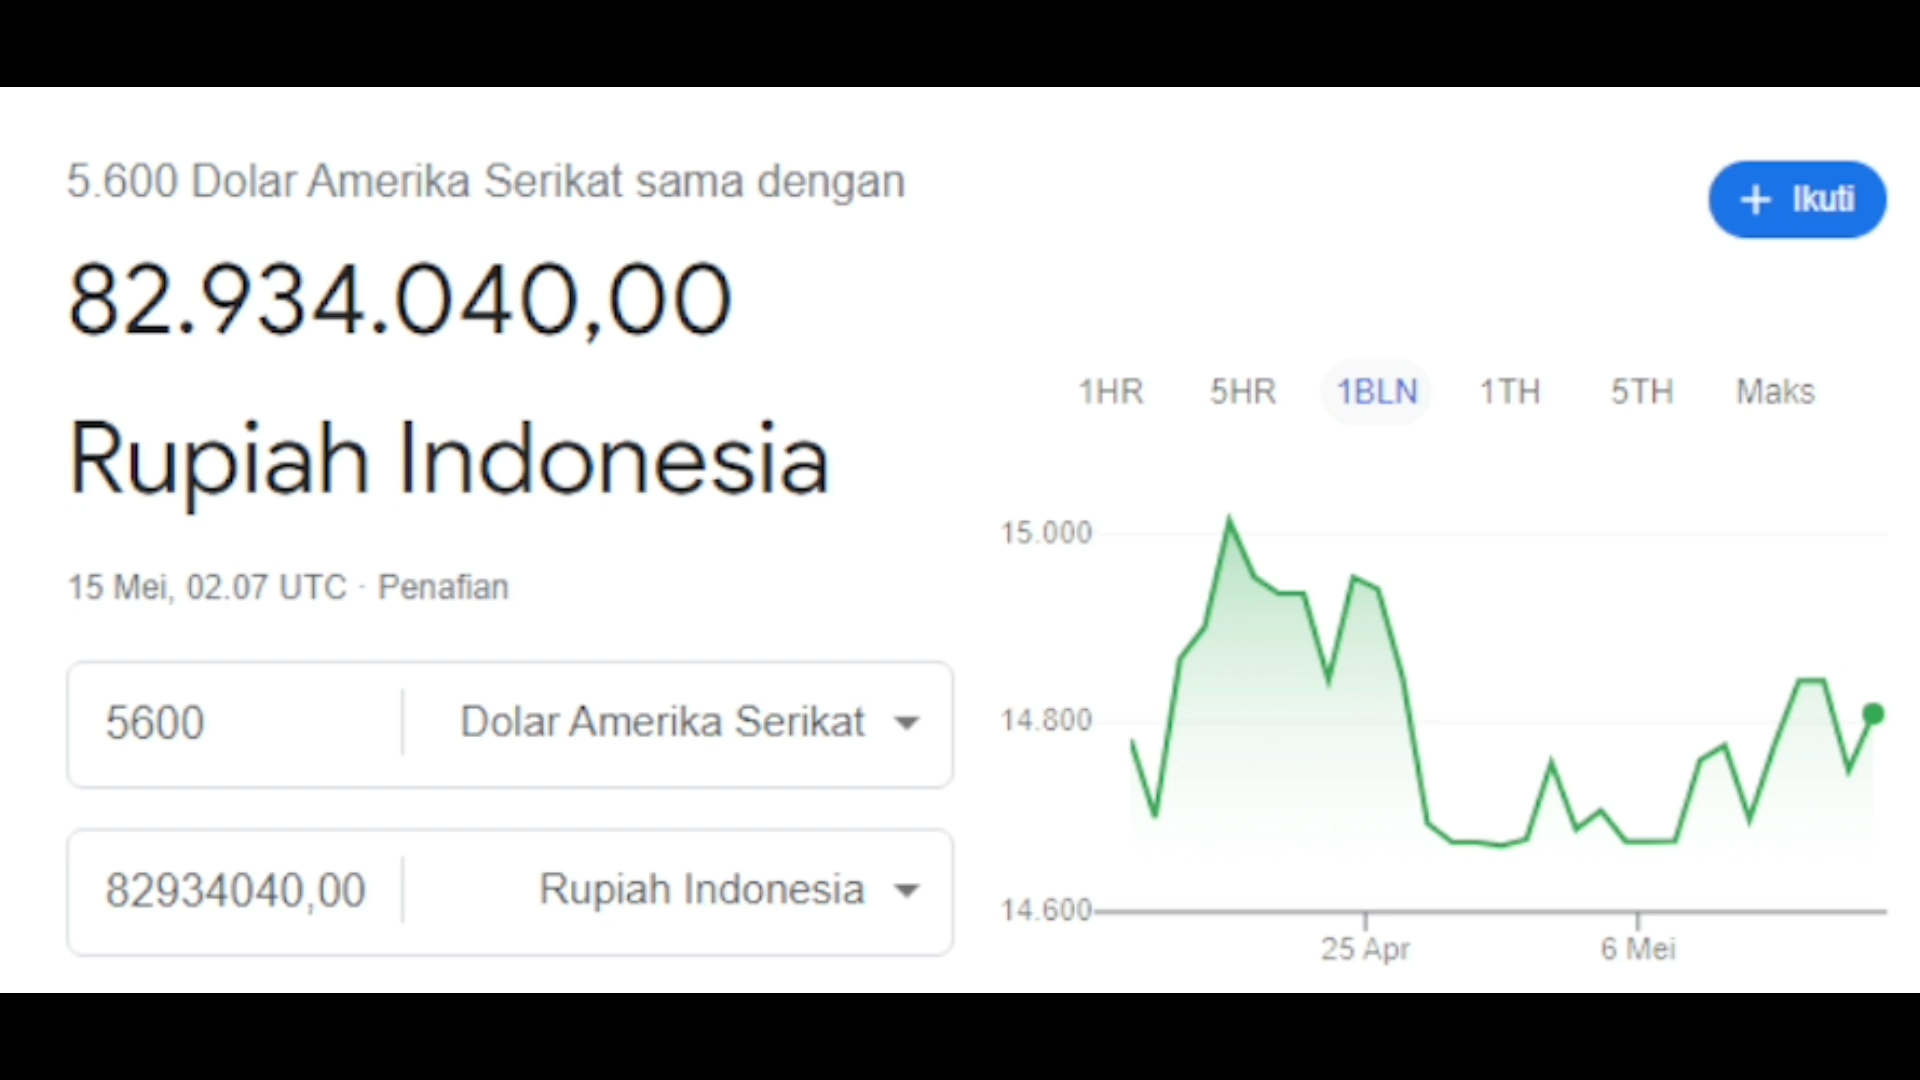 5.600 Dolar Amerika Serikat sama dengan
82.934.040,00
Rupiah Indonesia
15 Mei, 02.07 UTC · Penafian
5600 Dolar Amerika Serikat
82934040,00 Rupiah Indonesia
+ Ikuti
1HR 5HR 1BLN 1TH 5TH Maks
15.000
14.800
14.600
25 Apr 6 Mei